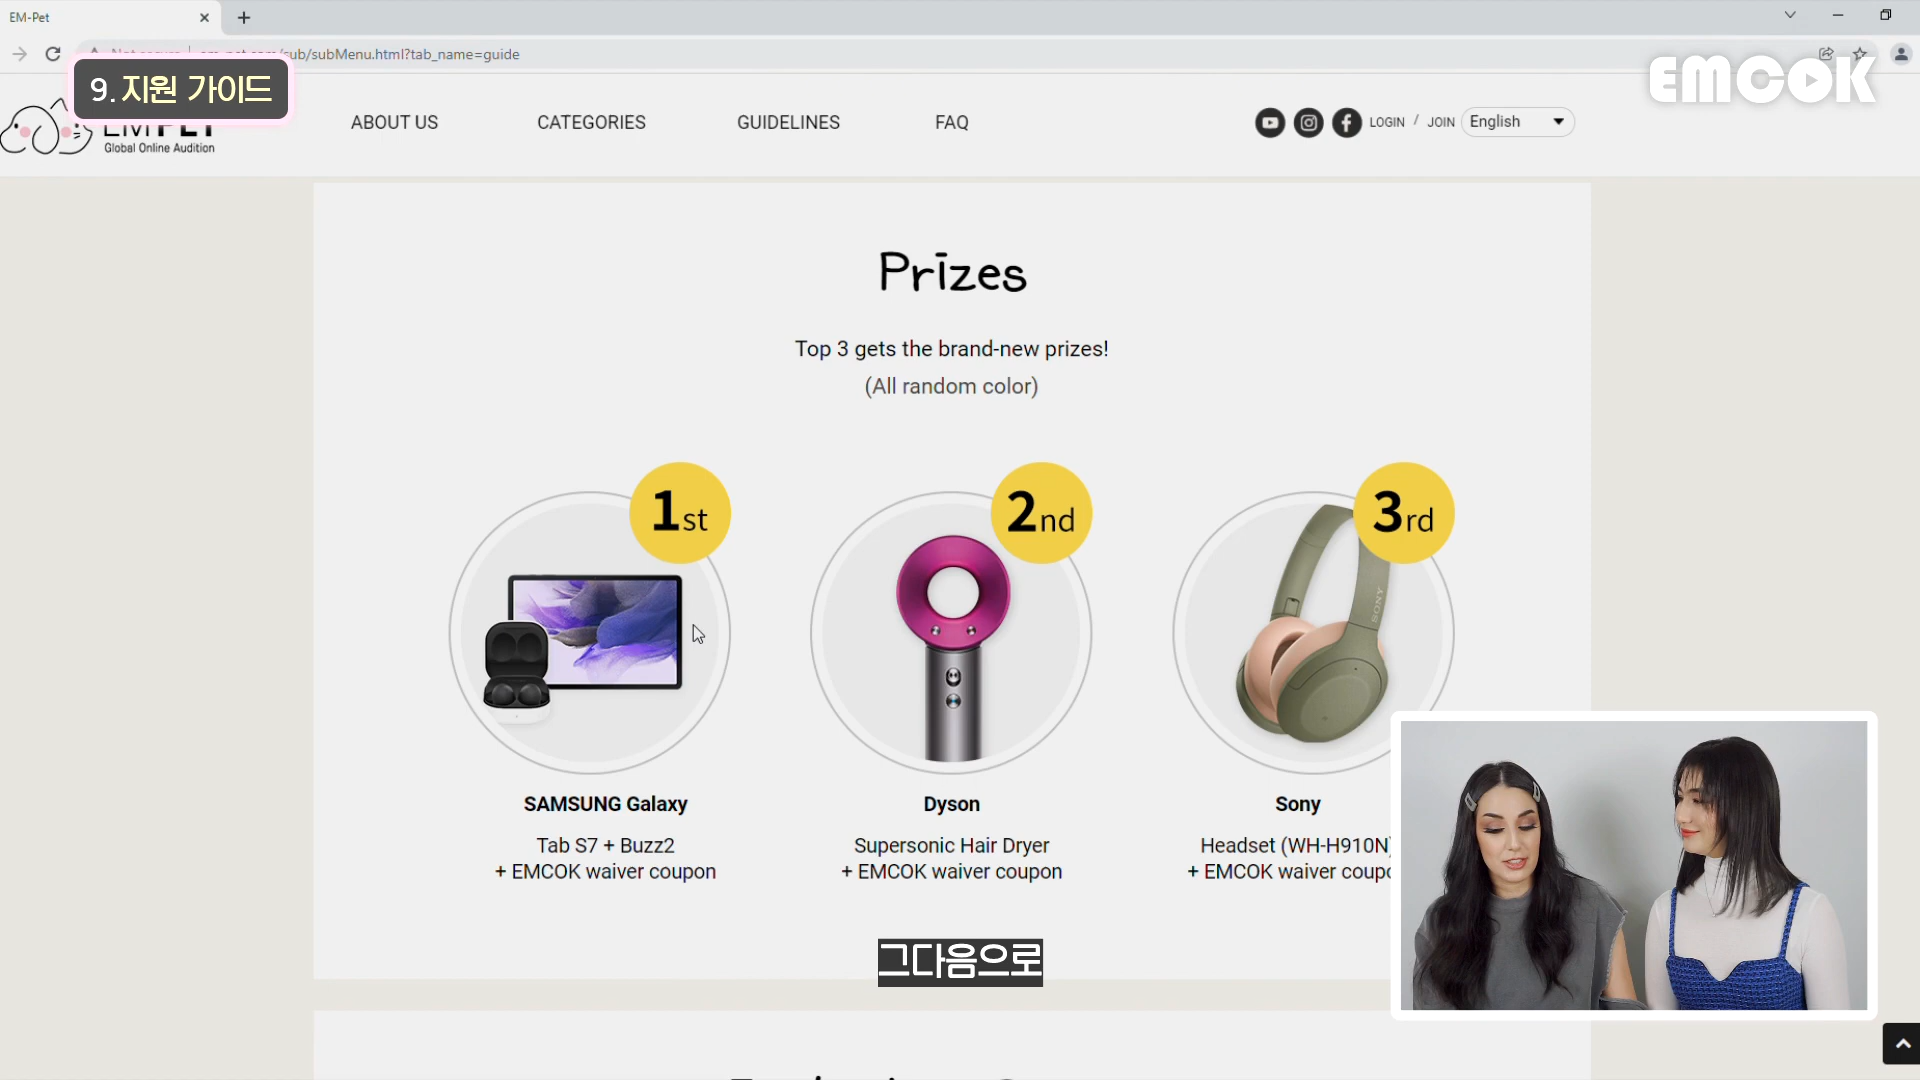 EM-Pet
sub/subMenu.html?tab_name=guide
9. 지원 가이드
EMCOK
EMPET
Global Online Audition
ABOUT US
CATEGORIES
GUIDELINES
FAQ
LOGIN / JOIN
English
Prizes
Top 3 gets the brand-new prizes!
(All random color)
1st
2nd
3rd
SONY
SAMSUNG Galaxy
Tab S7 + Buzz2
+ EMCOK waiver coupon
Dyson
Supersonic Hair Dryer
+ EMCOK waiver coupon
Sony
Headset (WH-H910N)
+ EMCOK waiver coupo
그다음으로